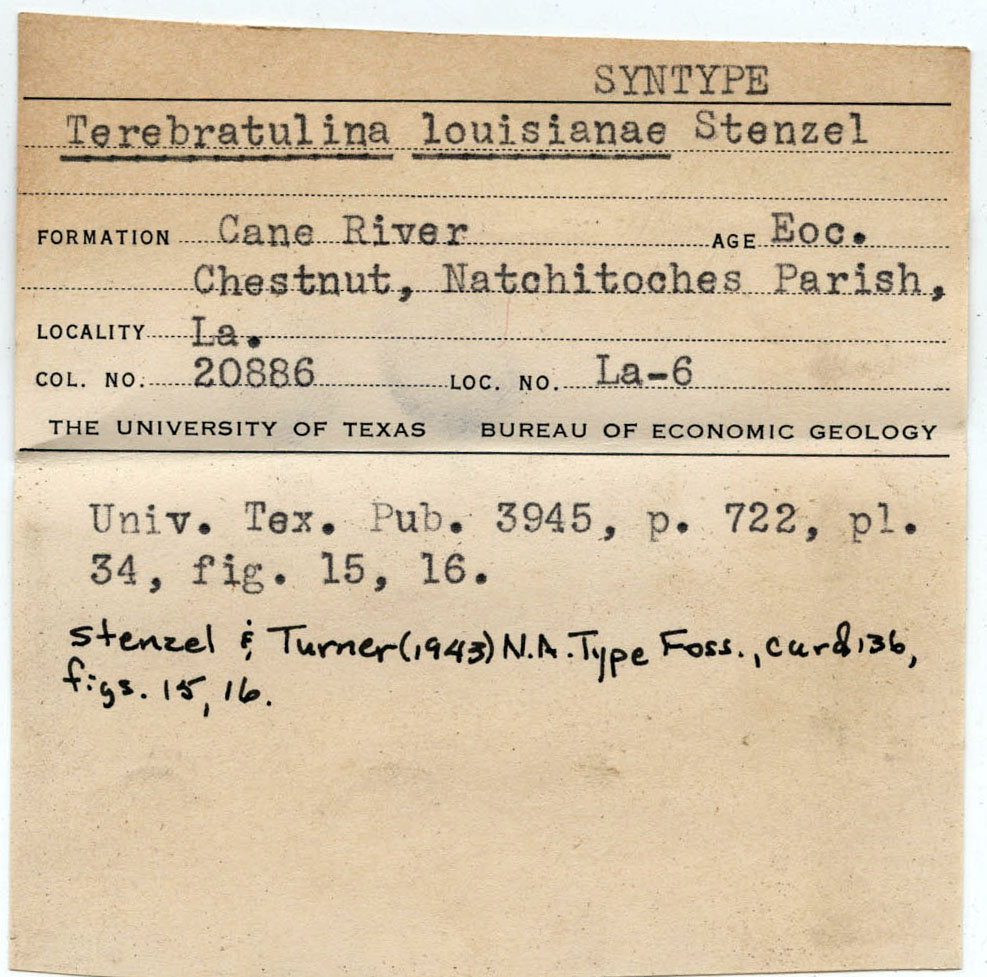 SYNTYPE
Terebratulina louisianae Stenzel
FORMATION Cane River AGE Eoc.
Chestnut, Natchitoches Parish,
LOCALITY La.
COL. NO. 20886 LOC. NO. La-6
THE UNIVERSITY OF TEXAS BUREAU OF ECONOMIC GEOLOGY
Univ. Tex. Pub. 3945, p. 722, pl.
34, fig. 15, 16.
Stenzel & Turner (1943) N.A. Type Foss., card 136,
figs. 15, 16.